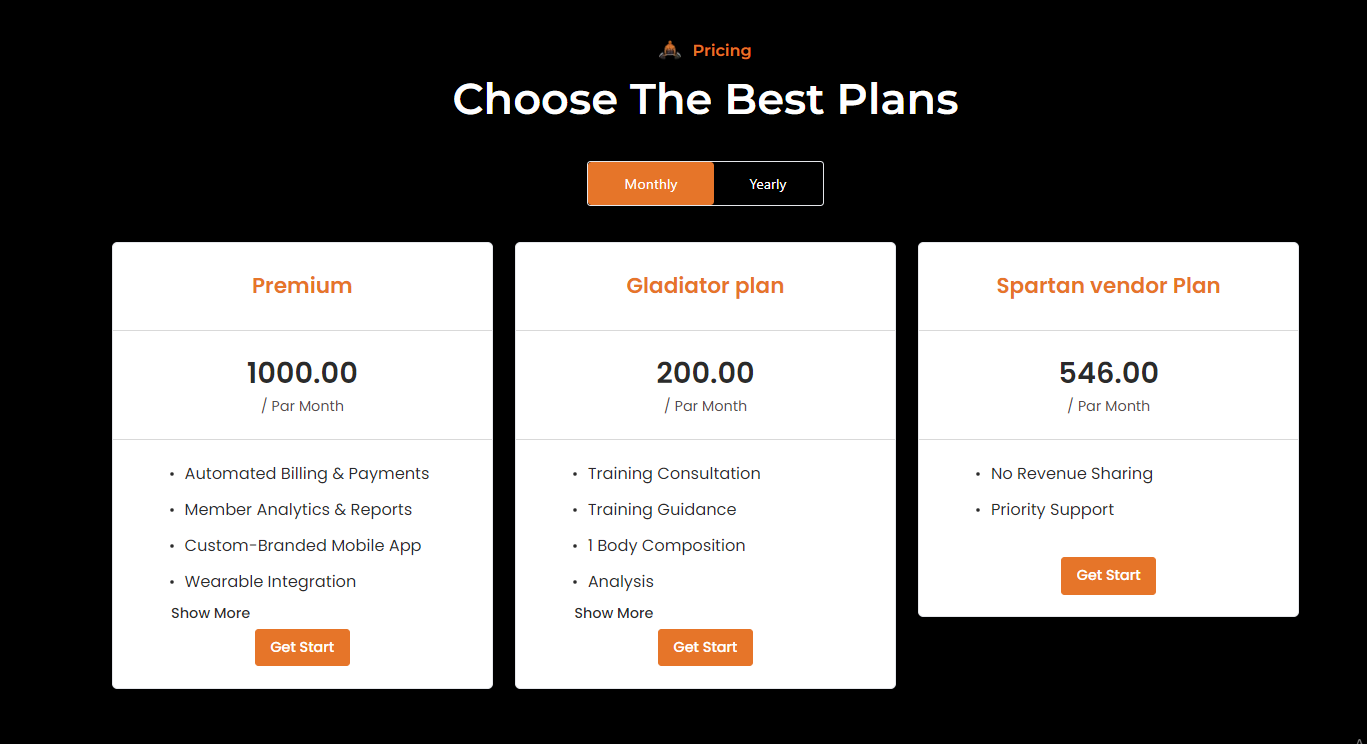 Pricing
Choose The Best Plans
Monthly
Yearly
Premium
1000.00
/ Par Month
• Automated Billing & Payments
• Member Analytics & Reports
• Custom-Branded Mobile App
• Wearable Integration
Show More
Get Start
Gladiator plan
200.00
/ Par Month
• Training Consultation
• Training Guidance
• 1 Body Composition
• Analysis
Show More
Get Start
Spartan vendor Plan
546.00
/ Par Month
• No Revenue Sharing
• Priority Support
Get Start